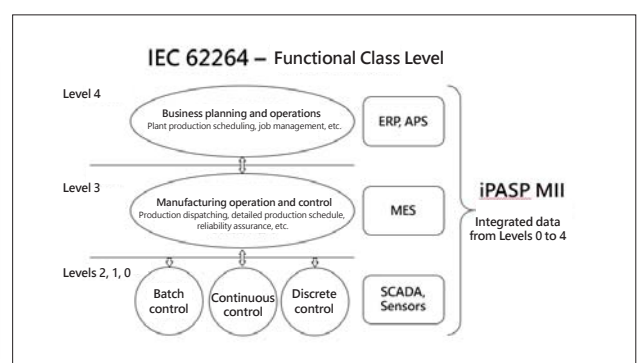 IEC 62264 – Functional Class Level
Level 4
Business planning and operations
Plant production scheduling, job management, etc.
ERP, APS
Level 3
Manufacturing operation and control
Production dispatching, detailed production schedule,
reliability assurance, etc.
MES
iPASP MII
Integrated data
from Levels 0 to 4
Levels 2, 1, 0
Batch
control
Continuous
control
Discrete
control
SCADA,
Sensors